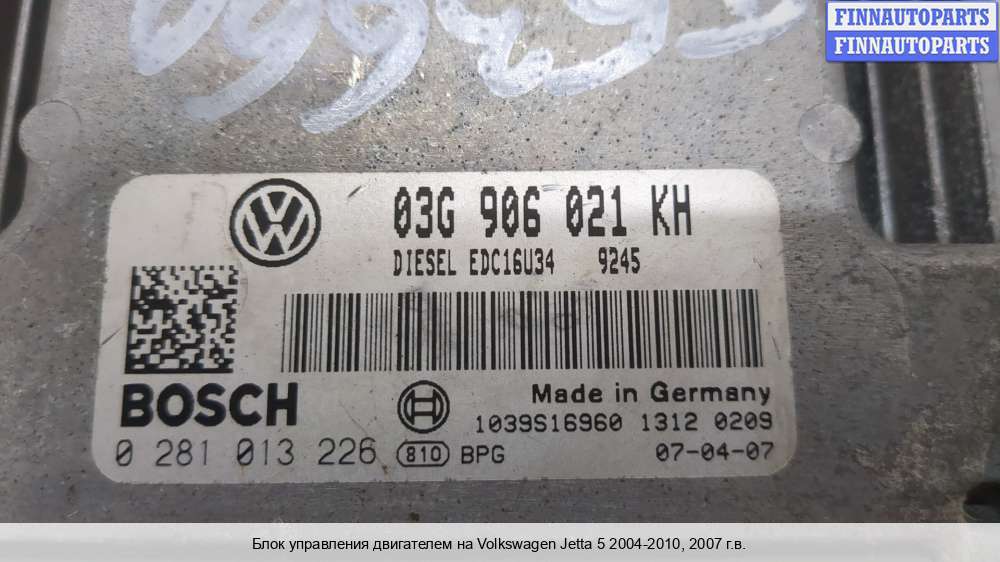 FINNAUTOPARTS
FINNAUTOPARTS
03G 906 021 KH
DIESEL EDC16U34 9245
BOSCH
Made in Germany
1039S16960 1312 0209
0 281 013 226 810 BPG 07-04-07
Блок управления двигателем на Volkswagen Jetta 5 2004-2010, 2007 г.в.